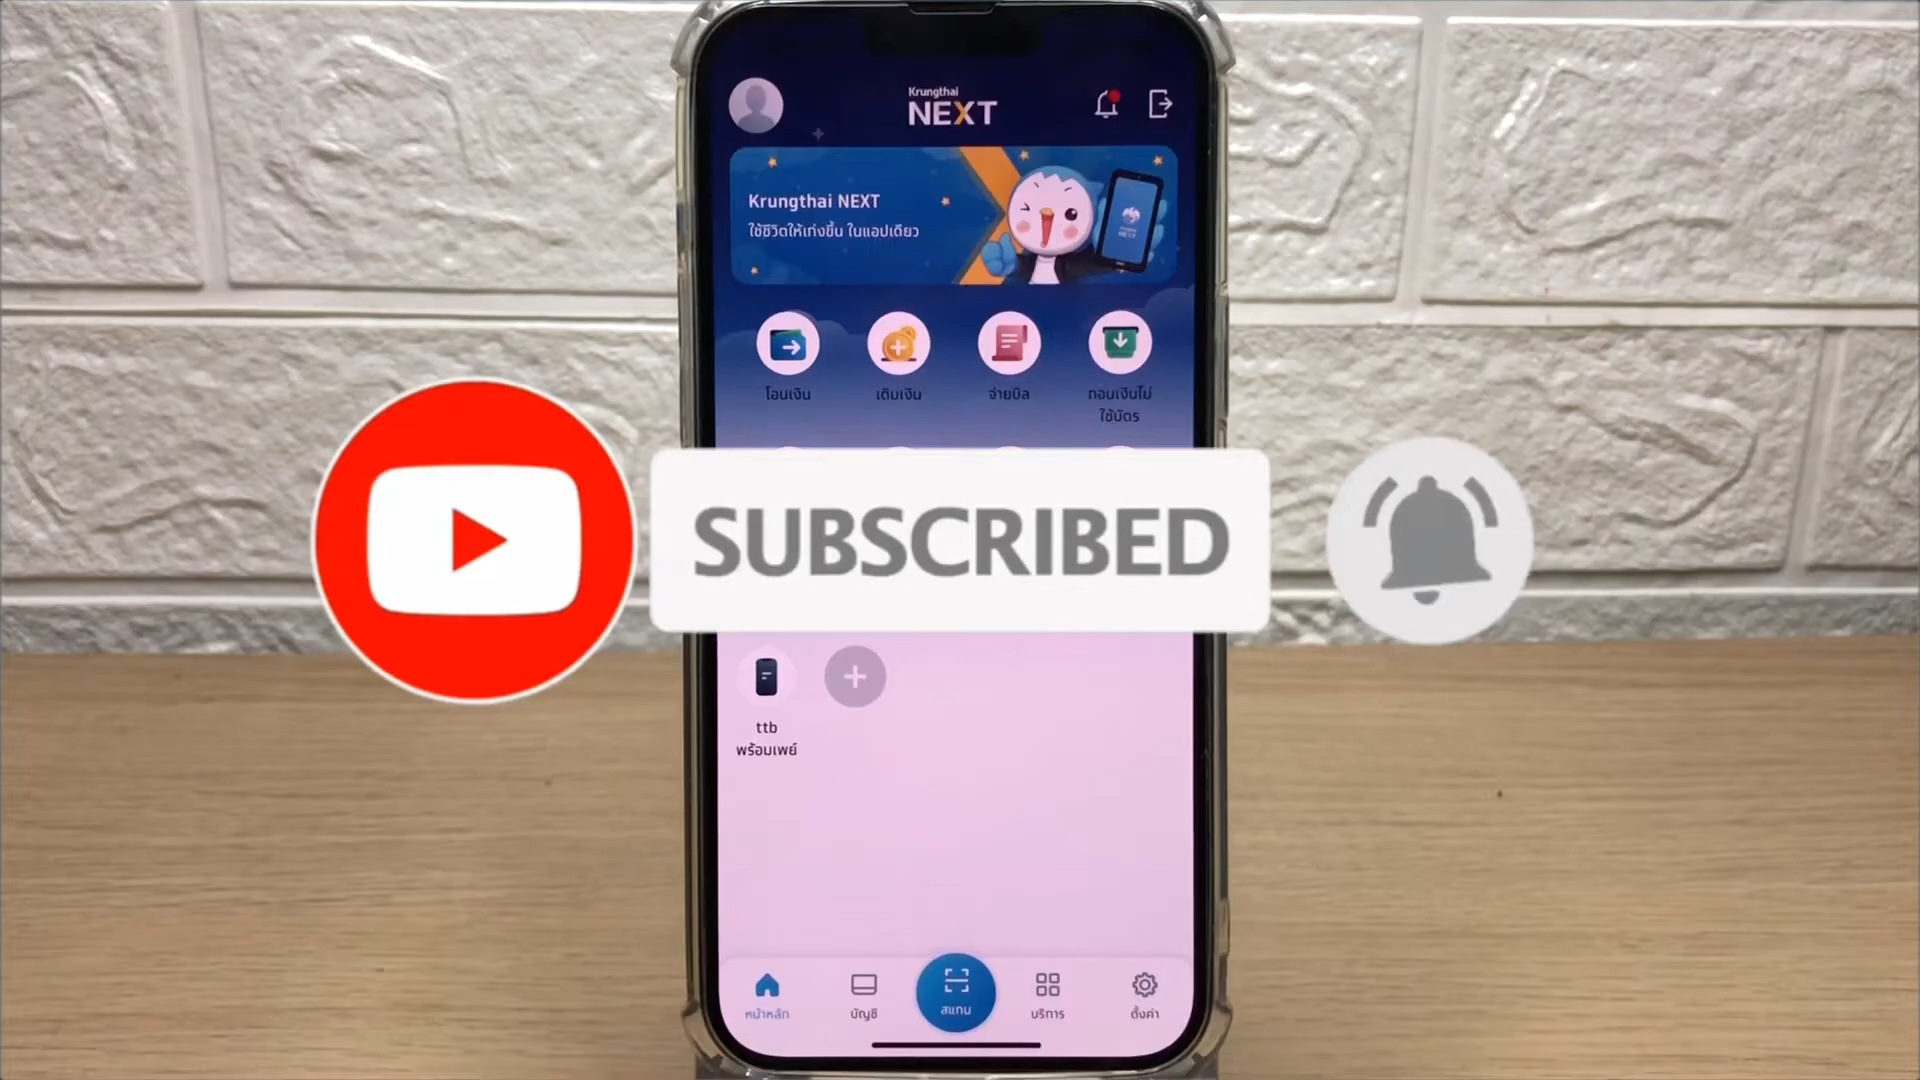 Krungthai
NEXT
Krungthai NEXT
ใช้ชีวิตให้เก่งขึ้น ในแอปเดียว
โอนเงิน
เติมเงิน
จ่ายบิล
ถอนเงินไม่
ใช้บัตร
SUBSCRIBED
ttb
พร้อมเพย์
หน้าหลัก
บัญชี
สแกน
บริการ
ตั้งค่า